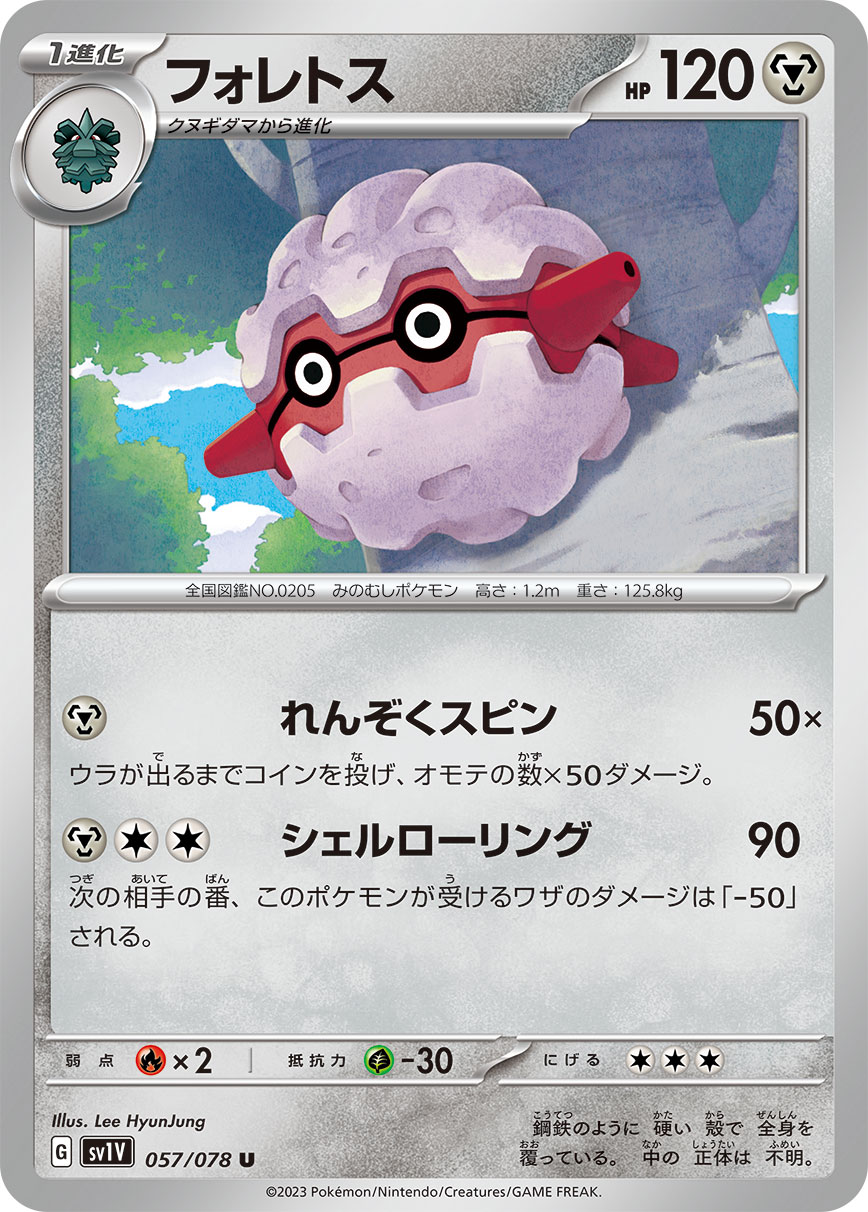 1進化
フォレトス
HP 120
クヌギダマから進化
全国図鑑NO.0205 みのむしポケモン 高さ:1.2m 重さ:125.8kg
れんぞくスピン 50×
ウラが出るまでコインを投げ、オモテの数×50ダメージ。
シェルローリング 90
次の相手の番、このポケモンが受けるワザのダメージは「-50」
される。
弱点 ×2 抵抗力 -30 にげる
Illus. Lee HyunJung
G sv1V 057/078 U
鋼鉄のように 硬い 殻で 全身を
覆っている。 中の 正体は 不明。
©2023 Pokémon/Nintendo/Creatures/GAME FREAK.